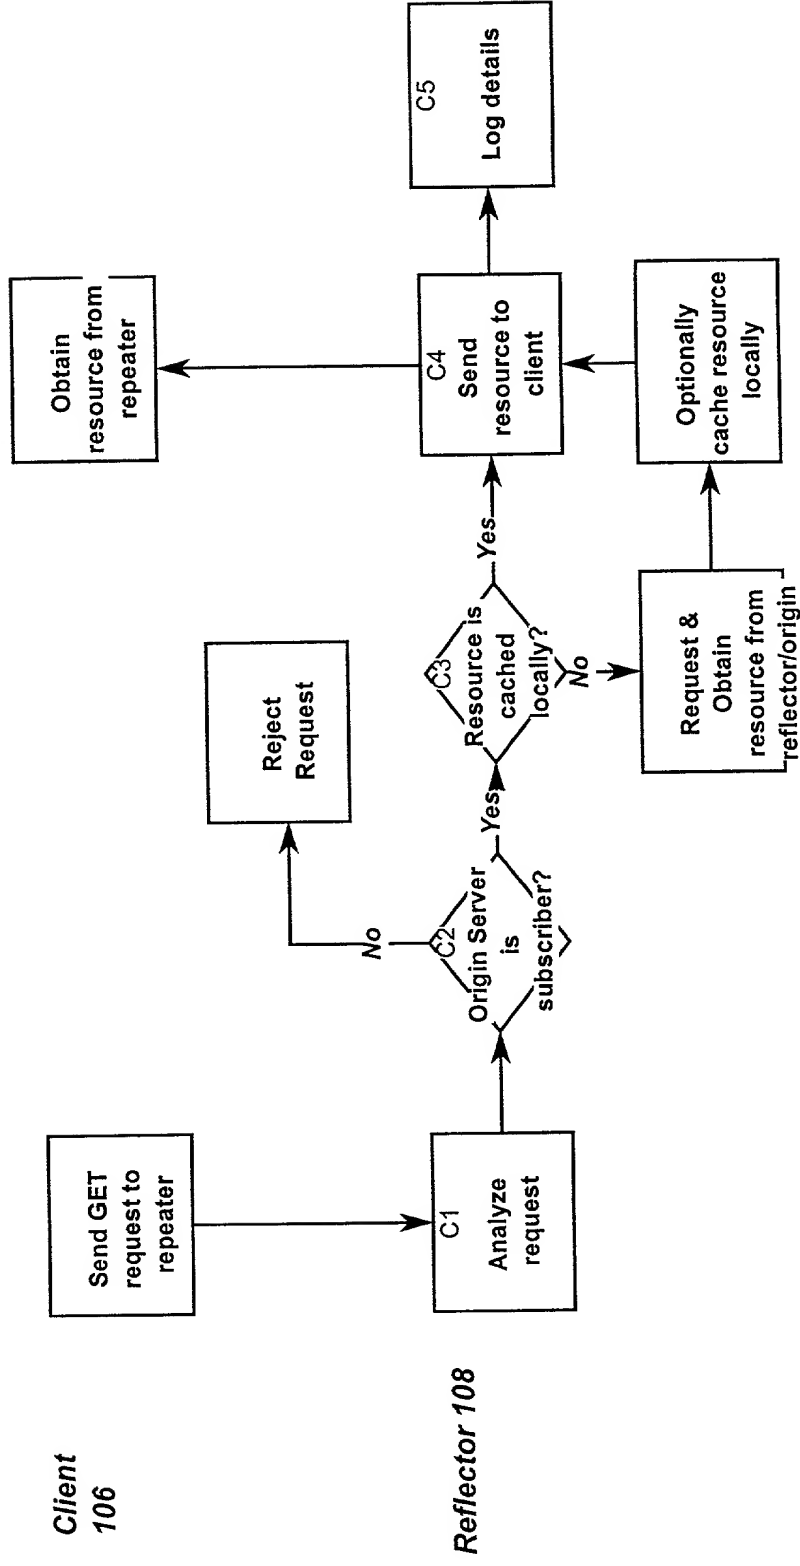 Client
106
Send GET
request to
repeater
Obtain
resource from
repeater
Reject
Request
No
Reflector 108
C1
Analyze
request
C2
Origin Server
is
subscriber?
Yes
C3
Resource is
cached
locally?
Yes
C4
Send
resource to
client
C5
Log details
No
Request &
Obtain
resource from
reflector/origin
Optionally
cache resource
locally